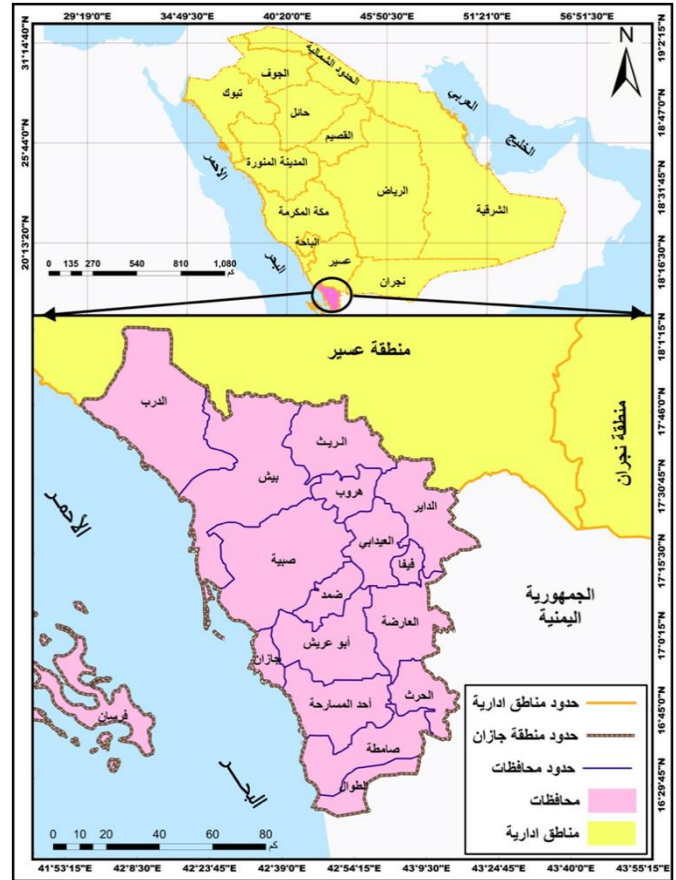 29°19'0"E 34°49'30"E 40°20'0"E 45°50'30"E 51°21'0"E 56°51'30"E
31°14'40"N
25°44'0"N
20°13'20"N
19°2'15"N
18°47'0"N
18°31'45"N
18°16'30"N
18°1'15"N
17°46'0"N
17°30'45"N
17°15'30"N
17°0'15"N
16°45'0"N
16°29'45"N
N
الحدود الشمالية
الجوف
تبوك
حائل
القصيم
المدينة المنورة
الرياض
الشرقية
مكة المكرمة
الباحة
عسير
نجران
الخليج
العربي
البحر
الأحمر
0 135 270 540 810 1,080
كم
منطقة عسير
منطقة نجران
الدرب
الريث
بيش
هروب
الداير
العيدابي
صبية
فيفا
ضمد
العارضة
أبو عريش
جازان
الحرث
أحد المسارحة
صامطة
الطوال
فرسان
البحر
الأحمر
الجمهورية
اليمنية
حدود مناطق ادارية
حدود منطقة جازان
حدود محافظات
محافظات
مناطق ادارية
0 10 20 40 60 80
كم
41°53'15"E 42°8'30"E 42°23'45"E 42°39'0"E 42°54'15"E 43°9'30"E 43°24'45"E 43°40'0"E 43°55'15"E